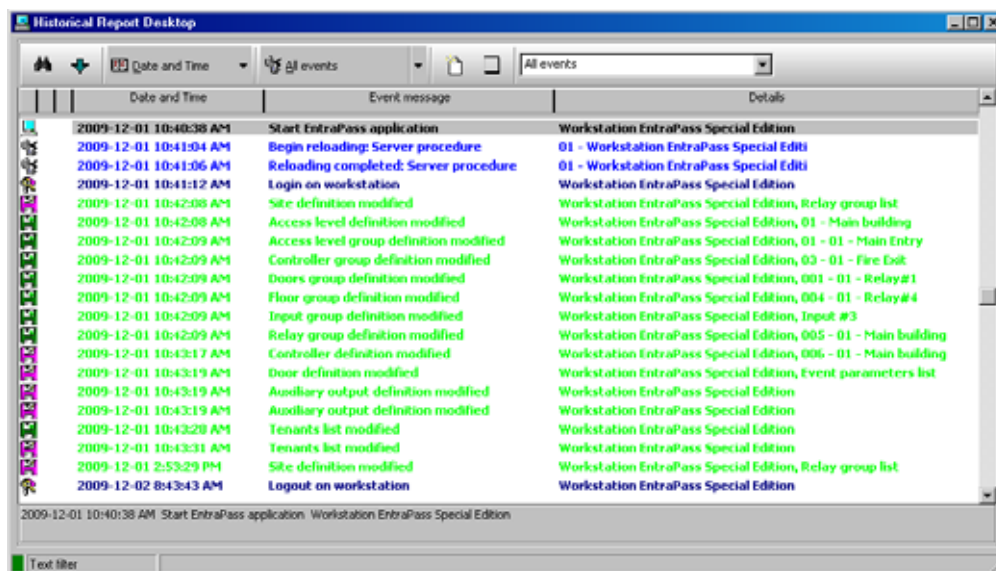 Historical Report Desktop
Date and Time All events All events
Date and Time Event message Details
2009-12-01 10:40:38 AM Start EntraPass application Workstation EntraPass Special Edition
2009-12-01 10:41:04 AM Begin reloading: Server procedure 01 - Workstation EntraPass Special Editi
2009-12-01 10:41:06 AM Reloading completed: Server procedure 01 - Workstation EntraPass Special Editi
2009-12-01 10:41:12 AM Login on workstation Workstation EntraPass Special Edition
2009-12-01 10:42:08 AM Site definition modified Workstation EntraPass Special Edition, Relay group list
2009-12-01 10:42:08 AM Access level definition modified Workstation EntraPass Special Edition, 01 - Main building
2009-12-01 10:42:09 AM Access level group definition modified Workstation EntraPass Special Edition, 01 - 01 - Main Entry
2009-12-01 10:42:09 AM Controller group definition modified Workstation EntraPass Special Edition, 03 - 01 - Fire Exit
2009-12-01 10:42:09 AM Doors group definition modified Workstation EntraPass Special Edition, 001 - 01 - Relay#1
2009-12-01 10:42:09 AM Floor group definition modified Workstation EntraPass Special Edition, 004 - 01 - Relay#4
2009-12-01 10:42:09 AM Input group definition modified Workstation EntraPass Special Edition, Input #3
2009-12-01 10:42:09 AM Relay group definition modified Workstation EntraPass Special Edition, 005 - 01 - Main building
2009-12-01 10:43:17 AM Controller definition modified Workstation EntraPass Special Edition, 006 - 01 - Main building
2009-12-01 10:43:19 AM Door definition modified Workstation EntraPass Special Edition, Event parameters list
2009-12-01 10:43:19 AM Auxiliary output definition modified Workstation EntraPass Special Edition
2009-12-01 10:43:19 AM Auxiliary output definition modified Workstation EntraPass Special Edition
2009-12-01 10:43:20 AM Tenants list modified Workstation EntraPass Special Edition
2009-12-01 10:43:31 AM Tenants list modified Workstation EntraPass Special Edition
2009-12-01 2:53:29 PM Site definition modified Workstation EntraPass Special Edition, Relay group list
2009-12-02 8:43:43 AM Logout on workstation Workstation EntraPass Special Edition
2009-12-01 10:40:38 AM Start EntraPass application Workstation EntraPass Special Edition
Text filter